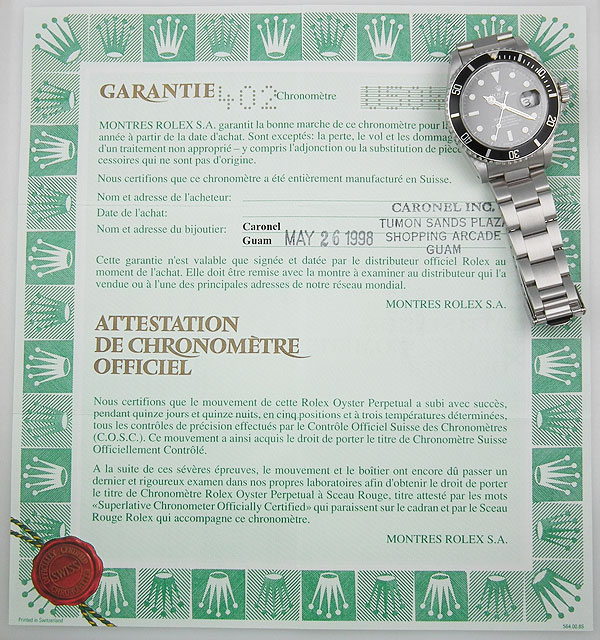 GARANTIE 402 Chronomètre
MONTRES ROLEX S.A. garantit la bonne marche de ce chronomètre pour
année à partir de la date d'achat. Sont exceptés: la perte, le vol et les
d'un traitement non approprié – y compris l'adjonction ou la substitution de
cessoires qui ne sont pas d'origine.
Nous certifions que ce chronomètre a été entièrement manufacturé en Suisse.
Nom et adresse de l'acheteur:
Date de l'achat:
Nom et adresse du bijoutier:
Caronel
Guam
MAY 26 1998
CARONEL INC.
TUMON SANDS PLAZA
SHOPPING ARCADE
GUAM
Cette garantie n'est valable que signée et datée par le distributeur officiel Rolex au
moment de l'achat. Elle doit être remise avec la montre à examiner au distributeur qui l'a
vendue ou à l'une des principales adresses de notre réseau mondial.
MONTRES ROLEX S.A.
ATTESTATION
DE CHRONOMÈTRE
OFFICIEL
Nous certifions que le mouvement de cette Rolex Oyster Perpetual a subi avec succès,
pendant quinze jours et quinze nuits, en cinq positions et à trois températures déterminées,
tous les contrôles de précision effectués par le Contrôle Officiel Suisse des Chronomètres
(C.O.S.C.). Ce mouvement a ainsi acquis le droit de porter le titre de Chronomètre Suisse
Officiellement Contrôlé.
A la suite de ces sévères épreuves, le mouvement et le boîtier ont encore dû passer un
dernier et rigoureux examen dans nos propres laboratoires afin d'obtenir le droit de porter
le titre de Chronomètre Rolex Oyster Perpetual à Sceau Rouge, titre attesté par les mots
«Superlative Chronometer Officially Certified» qui paraissent sur le cadran et par le Sceau
Rouge Rolex qui accompagne ce chronomètre.
MONTRES ROLEX S.A.
SWISS
Printed in Switzerland
564.00.88
10
20
30
40
50